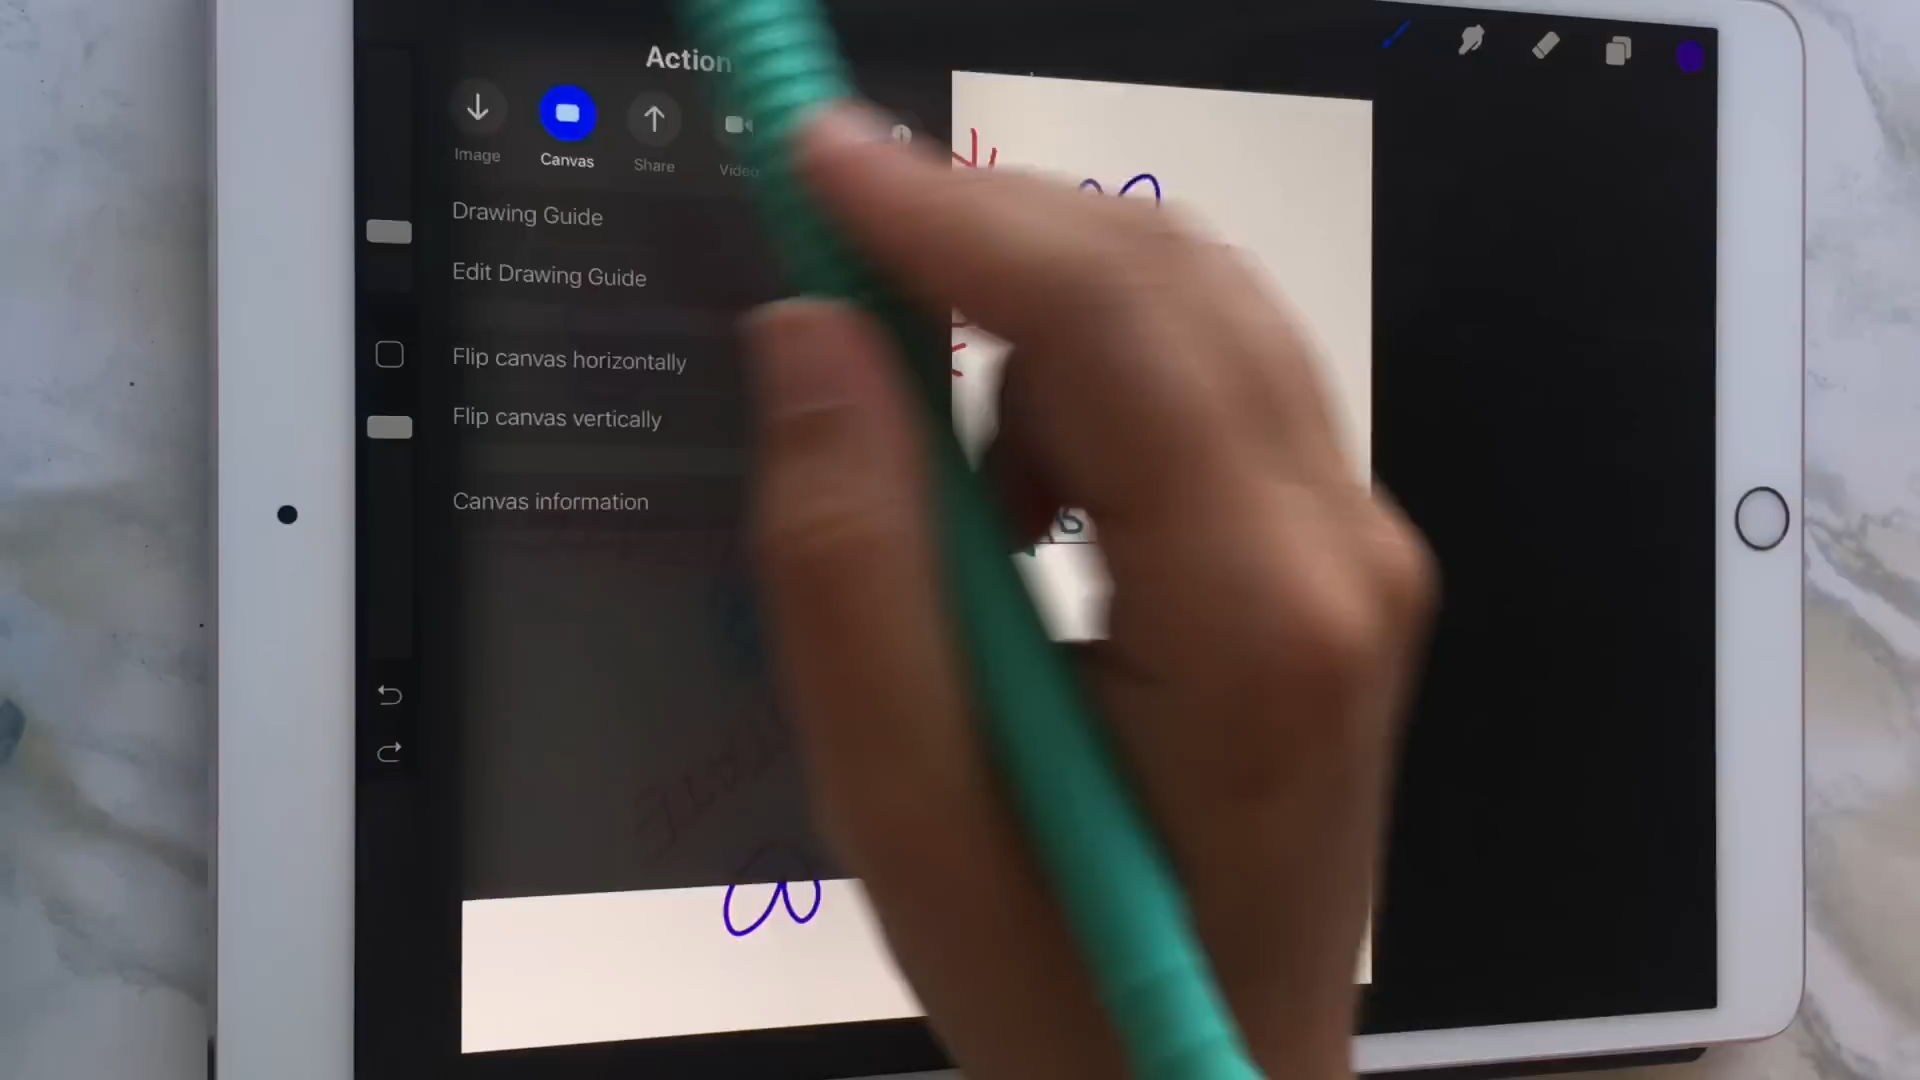 Action
Image
Canvas
Share
Video
Drawing Guide
Edit Drawing Guide
Flip canvas horizontally
Flip canvas vertically
Canvas information